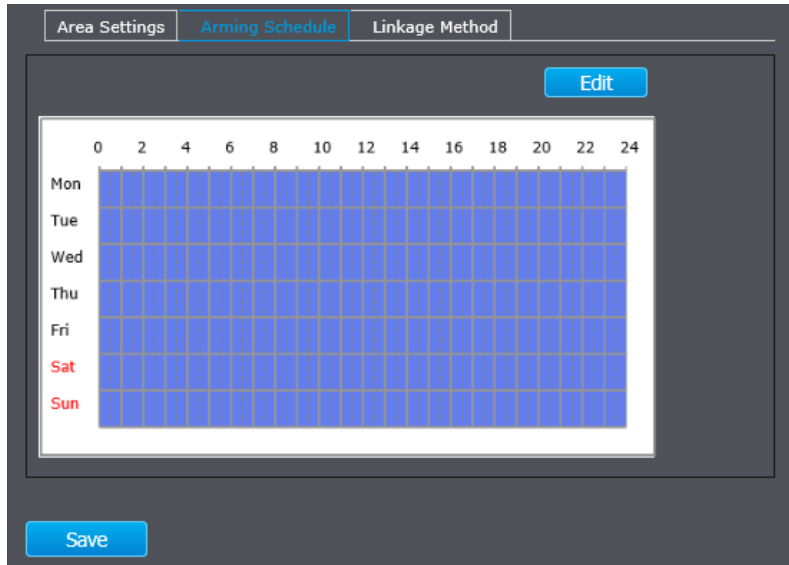 Area Settings Arming Schedule Linkage Method
Edit
0 2 4 6 8 10 12 14 16 18 20 22 24
Mon
Tue
Wed
Thu
Fri
Sat
Sun
Save